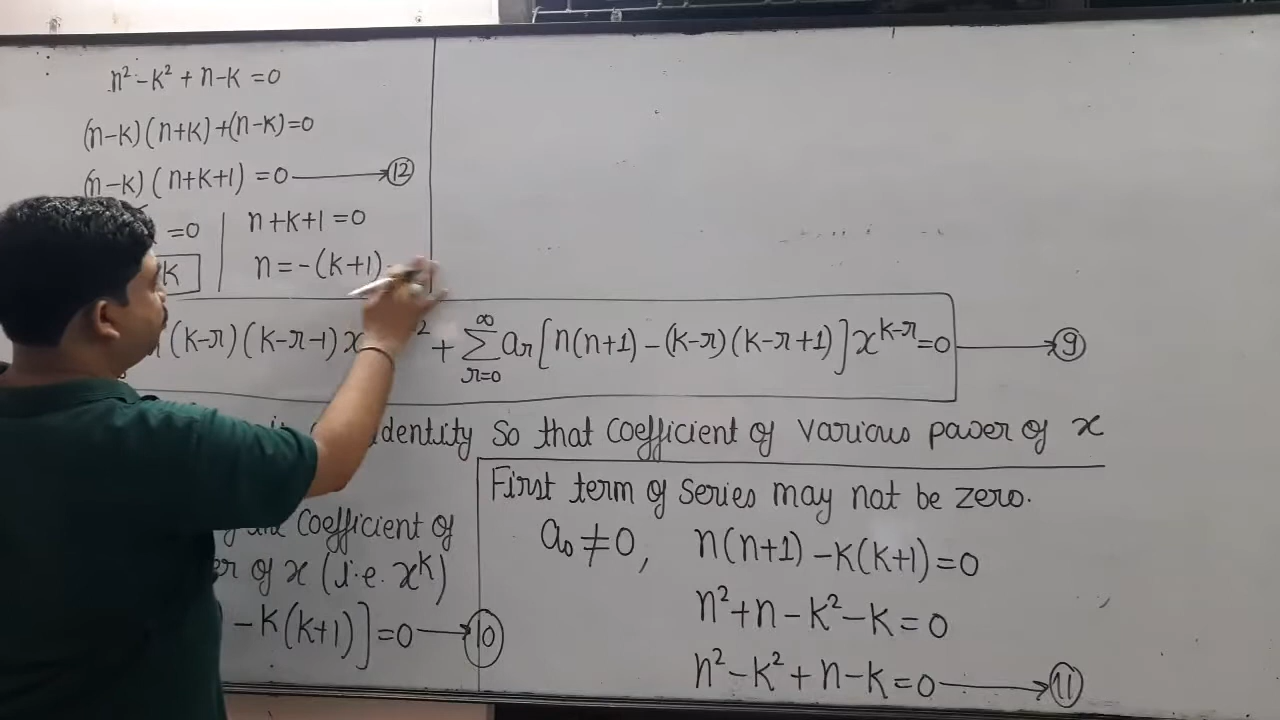 n² - k² + n - k = 0
(n-k)(n+k)+(n-k)=0
(n-k)(n+k+1) = 0 → 12
=0 | n+k+1 = 0
k | n = -(k+1)
(k-r)(k-r-1)x ² + ∑_{r=0}^{∞} a_r [n(n+1) - (k-r)(k-r+1)] x^{k-r} = 0 → 9
identity so that coefficient of various power of x
coefficient of
of x (i.e. x^k)
- k(k+1)] = 0 → 10
First term of series may not be zero.
a₀ ≠ 0, n(n+1) - k(k+1) = 0
n² + n - k² - k = 0
n² - k² + n - k = 0 → 11